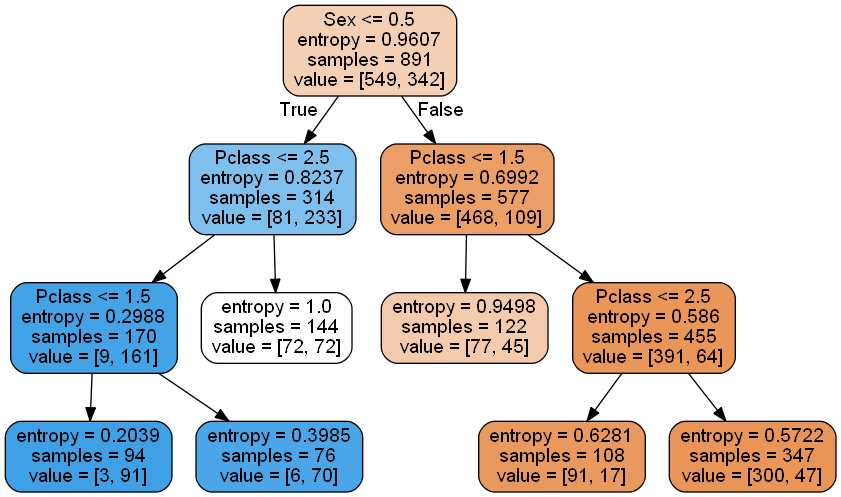 Sex <= 0.5
entropy = 0.9607
samples = 891
value = [549, 342]
True
False
Pclass <= 2.5
entropy = 0.8237
samples = 314
value = [81, 233]
Pclass <= 1.5
entropy = 0.6992
samples = 577
value = [468, 109]
Pclass <= 1.5
entropy = 0.2988
samples = 170
value = [9, 161]
entropy = 1.0
samples = 144
value = [72, 72]
entropy = 0.9498
samples = 122
value = [77, 45]
Pclass <= 2.5
entropy = 0.586
samples = 455
value = [391, 64]
entropy = 0.2039
samples = 94
value = [3, 91]
entropy = 0.3985
samples = 76
value = [6, 70]
entropy = 0.6281
samples = 108
value = [91, 17]
entropy = 0.5722
samples = 347
value = [300, 47]